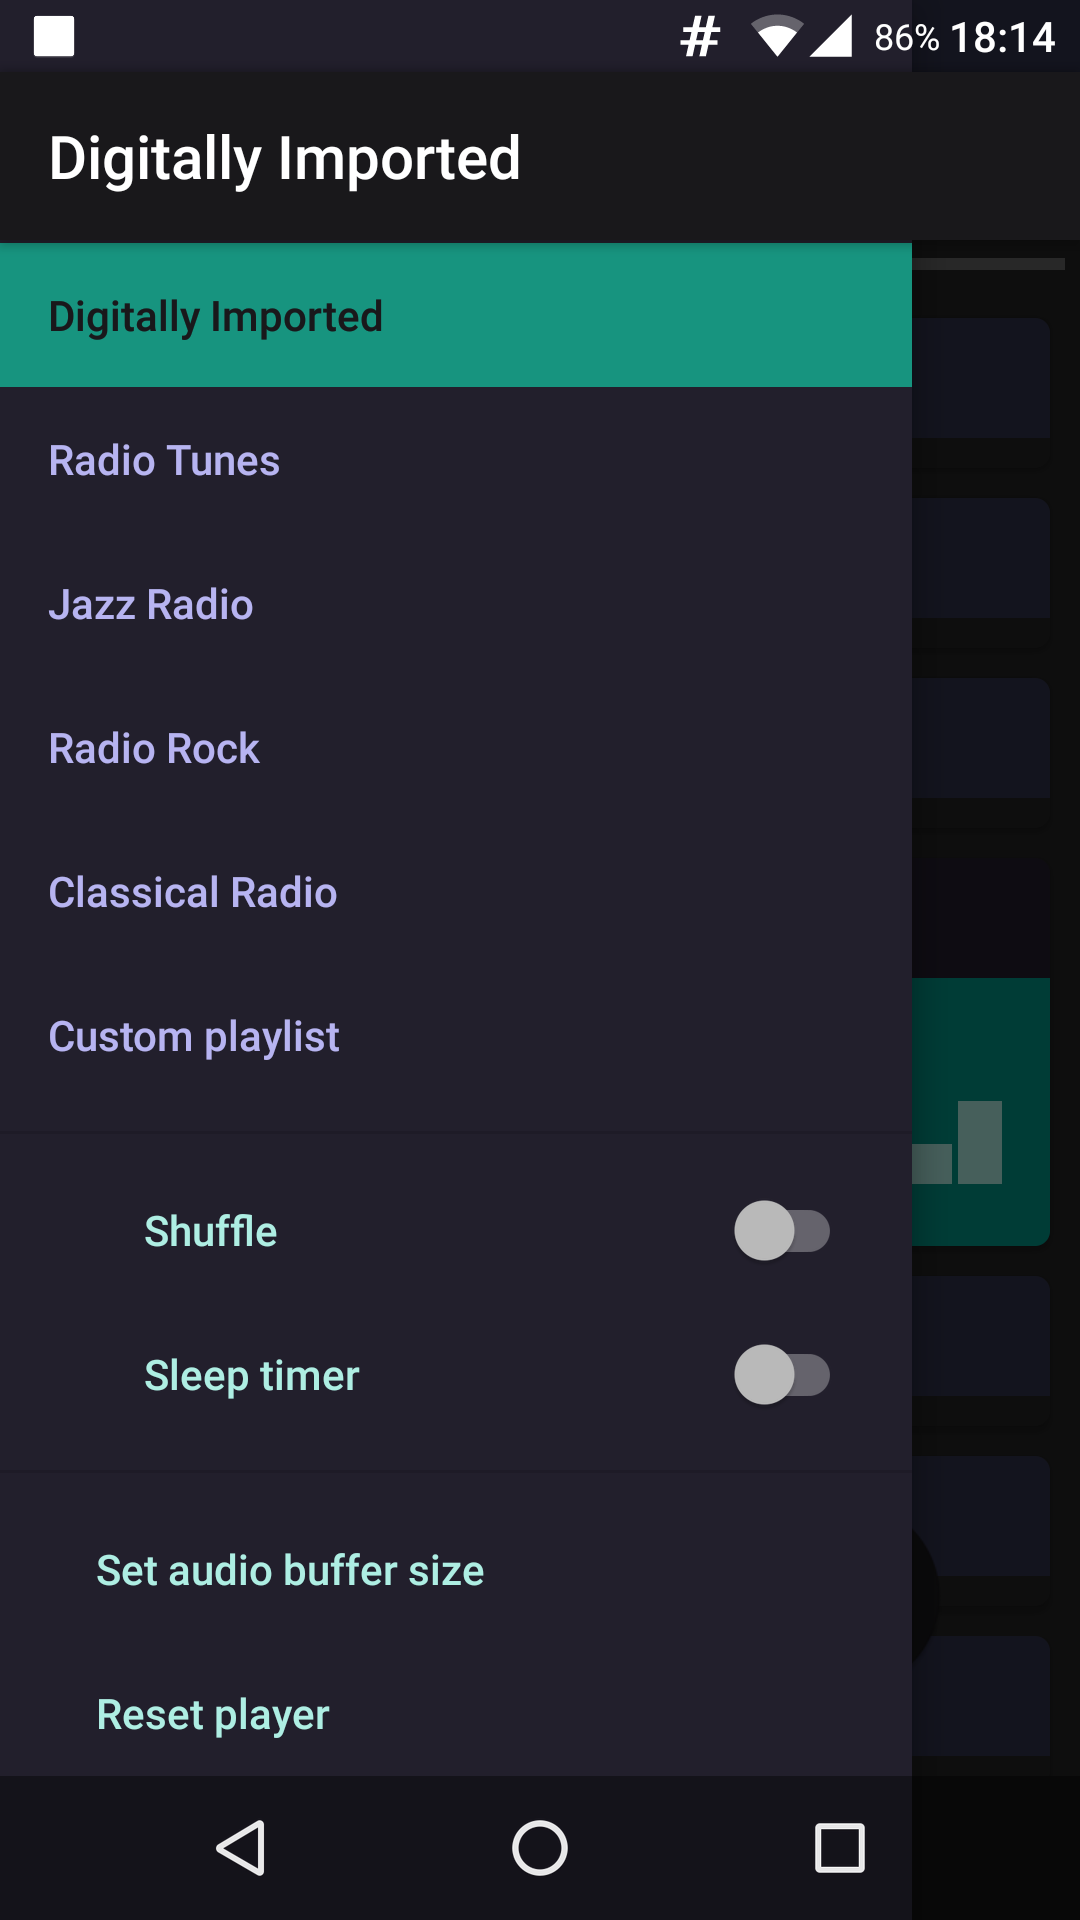 # 86% 18:14
Digitally Imported
Digitally Imported
Radio Tunes
Jazz Radio
Radio Rock
Classical Radio
Custom playlist
Shuffle
Sleep timer
Set audio buffer size
Reset player